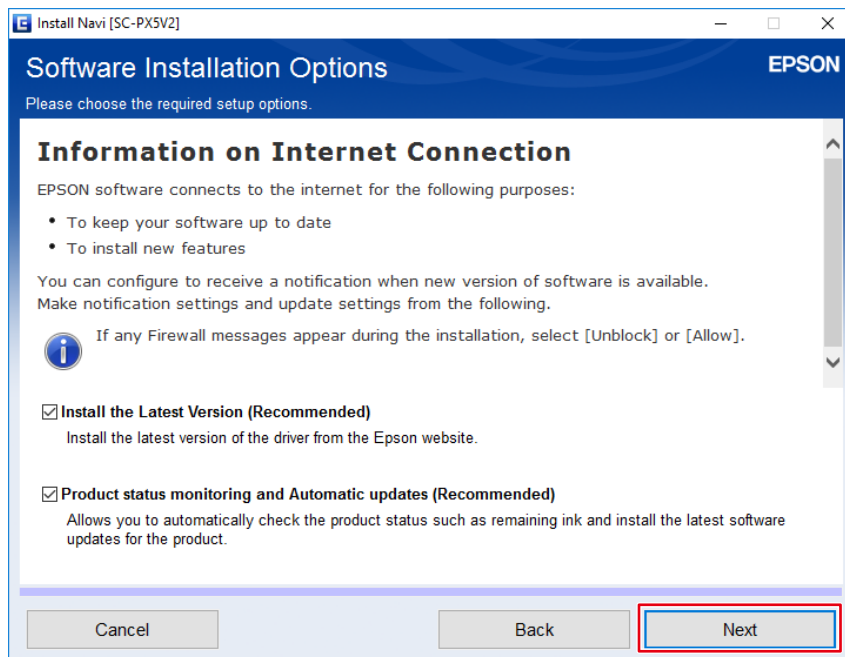 Install Navi [SC-PX5V2]
Software Installation Options
EPSON
Please choose the required setup options.
Information on Internet Connection
EPSON software connects to the internet for the following purposes:
• To keep your software up to date
• To install new features
You can configure to receive a notification when new version of software is available.
Make notification settings and update settings from the following.
If any Firewall messages appear during the installation, select [Unblock] or [Allow].
Install the Latest Version (Recommended)
Install the latest version of the driver from the Epson website.
Product status monitoring and Automatic updates (Recommended)
Allows you to automatically check the product status such as remaining ink and install the latest software
updates for the product.
Cancel
Back
Next